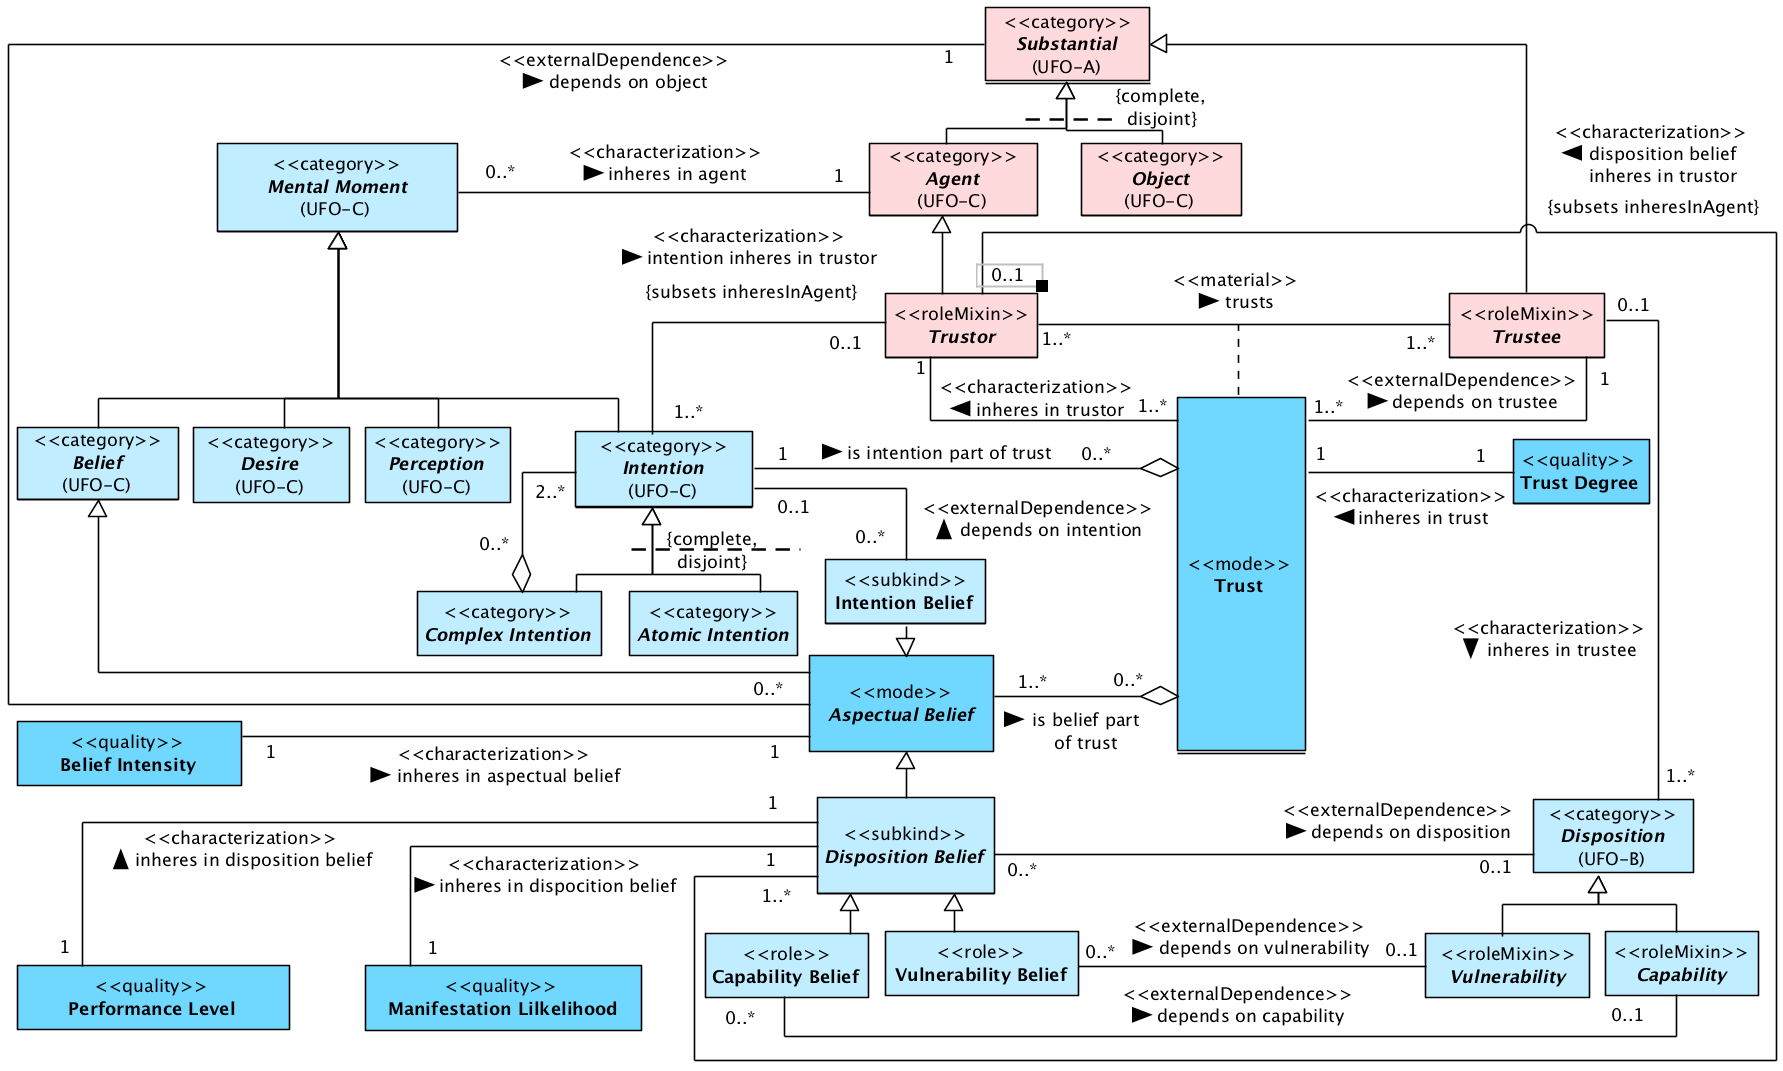 <<category>>
Substantial
(UFO-A)
1
<<externalDependence>>
depends on object
{complete,
disjoint}
<<characterization>>
disposition belief
inheres in trustor
{subsets inheresInAgent}
<<category>>
Mental Moment
(UFO-C)
0..*
<<characterization>>
inheres in agent
1
<<category>>
Agent
(UFO-C)
<<category>>
Object
(UFO-C)
<<characterization>>
intention inheres in trustor
{subsets inheresInAgent}
0..1
<<material>>
trusts
<<roleMixin>>
Trustor
0..1
1..*
1..*
<<roleMixin>>
Trustee
0..1
1
<<characterization>>
inheres in trustor
1..*
<<externalDependence>>
depends on trustee
1..*
1
1..*
<<category>>
Belief
(UFO-C)
<<category>>
Desire
(UFO-C)
<<category>>
Perception
(UFO-C)
<<category>>
Intention
(UFO-C)
1
is intention part of trust
0..*
1
1
<<quality>>
Trust Degree
<<characterization>>
inheres in trust
2..*
0..1
<<externalDependence>>
depends on intention
0..*
0..*
{complete,
disjoint}
<<category>>
Complex Intention
<<category>>
Atomic Intention
<<subkind>>
Intention Belief
<<mode>>
Trust
<<characterization>>
inheres in trustee
0..*
<<mode>>
Aspectual Belief
1..*
0..*
is belief part
of trust
<<quality>>
Belief Intensity
1
<<characterization>>
inheres in aspectual belief
1
1..*
1
<<characterization>>
inheres in disposition belief
<<characterization>>
inheres in dispocition belief
1
1..*
<<subkind>>
Disposition Belief
0..*
<<externalDependence>>
depends on disposition
0..1
<<category>>
Disposition
(UFO-B)
1
<<quality>>
Performance Level
1
<<quality>>
Manifestation Lilkelihood
<<role>>
Capability Belief
<<role>>
Vulnerability Belief
0..*
<<externalDependence>>
depends on vulnerability
0..1
<<roleMixin>>
Vulnerability
<<roleMixin>>
Capability
0..*
<<externalDependence>>
depends on capability
0..1